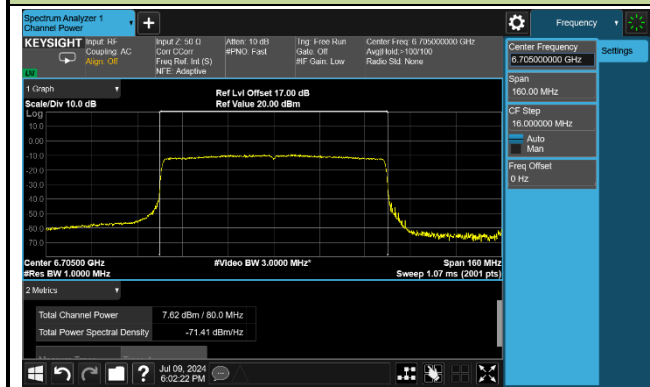 Spectrum Analyzer 1
Channel Power
Frequency
KEYSIGHT
Input: RF
Coupling: AC
Align: Off
Input Z: 50 Ω
Corr CCorr
Freq Ref: Int (S)
NFE: Adaptive
Atten: 10 dB
#PNO: Fast
Trig: Free Run
Gate: Off
#IF Gain: Low
Center Freq: 6.705000000 GHz
Avg|Hold:>100/100
Radio Std: None
LXI
1 Graph
Scale/Div 10.0 dB
Ref Lvl Offset 17.00 dB
Ref Value 20.00 dBm
Log
10.0
0.00
-10.0
-20.0
-30.0
-40.0
-50.0
-60.0
-70.0
Center 6.70500 GHz
#Res BW 1.0000 MHz
#Video BW 3.0000 MHz*
Span 160 MHz
Sweep 1.07 ms (2001 pts)
2 Metrics
Total Channel Power 7.62 dBm / 80.0 MHz
Total Power Spectral Density -71.41 dBm/Hz
Jul 09, 2024
6:02:22 PM
Center Frequency
6.705000000 GHz
Settings
Span
160.00 MHz
CF Step
16.000000 MHz
Auto
Man
Freq Offset
0 Hz